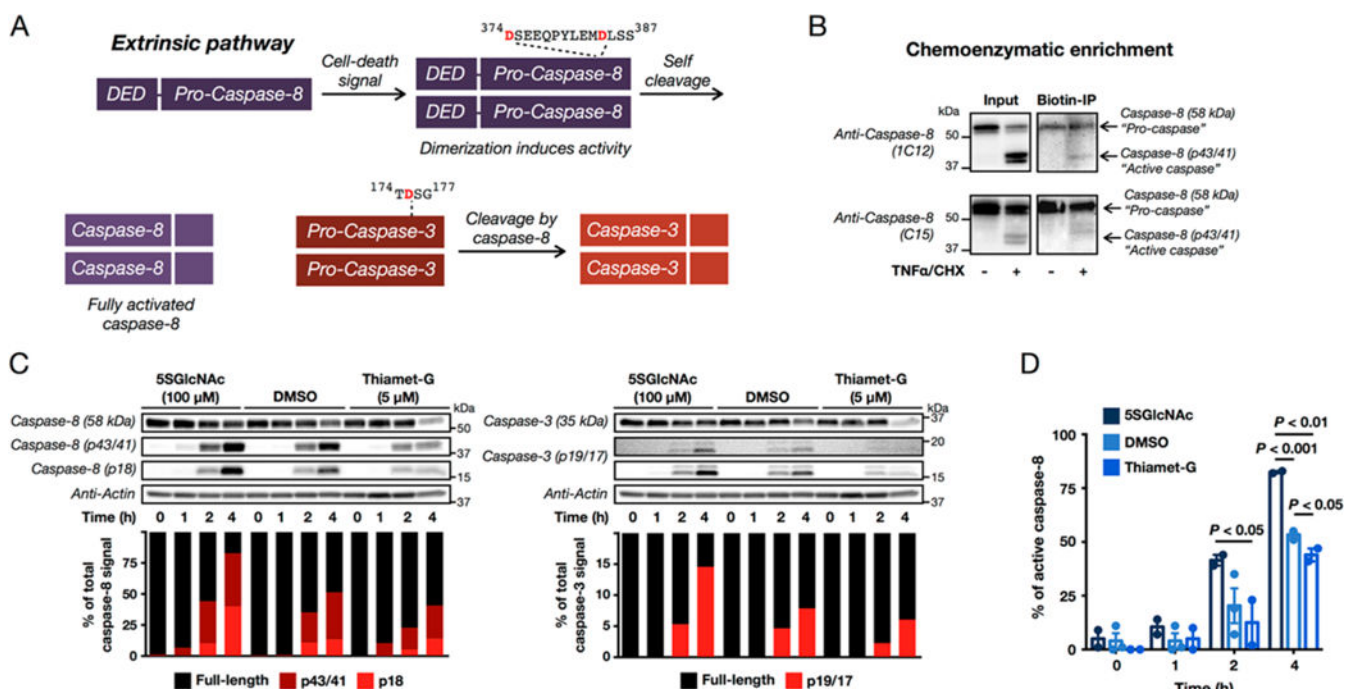 A
Extrinsic pathway
DED
Pro-Caspase-8
Cell-death
signal
374DSEEQPYLEMDLSS387
DED
Pro-Caspase-8
DED
Pro-Caspase-8
Dimerization induces activity
Self
cleavage
Caspase-8
Caspase-8
Fully activated
caspase-8
174TDSG177
Pro-Caspase-3
Pro-Caspase-3
Cleavage by
caspase-8
Caspase-3
Caspase-3
B
Chemoenzymatic enrichment
Input
Biotin-IP
kDa
50
37
Anti-Caspase-8
(1C12)
Caspase-8 (58 kDa)
"Pro-caspase"
Caspase-8 (p43/41)
"Active caspase"
50
37
Anti-Caspase-8
(C15)
Caspase-8 (58 kDa)
"Pro-caspase"
Caspase-8 (p43/41)
"Active caspase"
TNFα/CHX - + - +
C
5SGlcNAc
(100 μM)
DMSO
Thiamet-G
(5 μM)
kDa
Caspase-8 (58 kDa)
50
Caspase-8 (p43/41)
37
Caspase-8 (p18)
15
Anti-Actin
37
Time (h) 0 1 2 4 0 1 2 4 0 1 2 4
% of total
caspase-8 signal
75
50
25
0
Full-length
p43/41
p18
5SGlcNAc
(100 μM)
DMSO
Thiamet-G
(5 μM)
kDa
Caspase-3 (35 kDa)
37
20
Caspase-3 (p19/17)
15
Anti-Actin
37
Time (h) 0 1 2 4 0 1 2 4 0 1 2 4
% of total
caspase-3 signal
15
10
5
0
Full-length
p19/17
D
5SGlcNAc
DMSO
Thiamet-G
% of active caspase-8
100
75
50
25
0
P < 0.05
P < 0.01
P < 0.001
P < 0.05
0 1 2 4
Time (h)